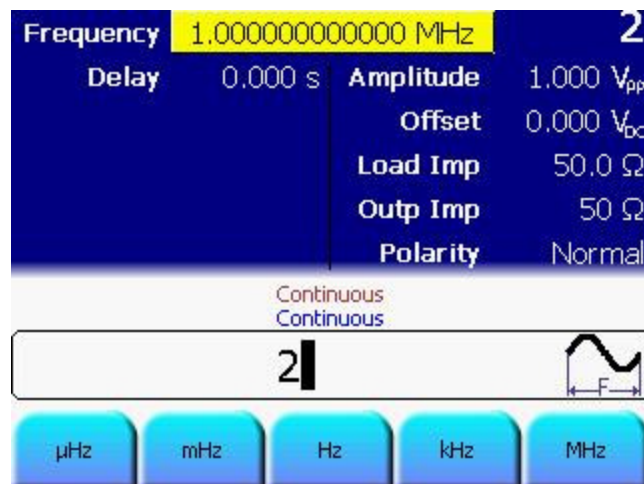 Frequency 1.000000000000 MHz 2
Delay 0.000 s Amplitude 1.000 Vpp
Offset 0.000 VDC
Load Imp 50.0 Ω
Outp Imp 50 Ω
Polarity Normal
Continuous
Continuous
2
F
µHz mHz Hz kHz MHz